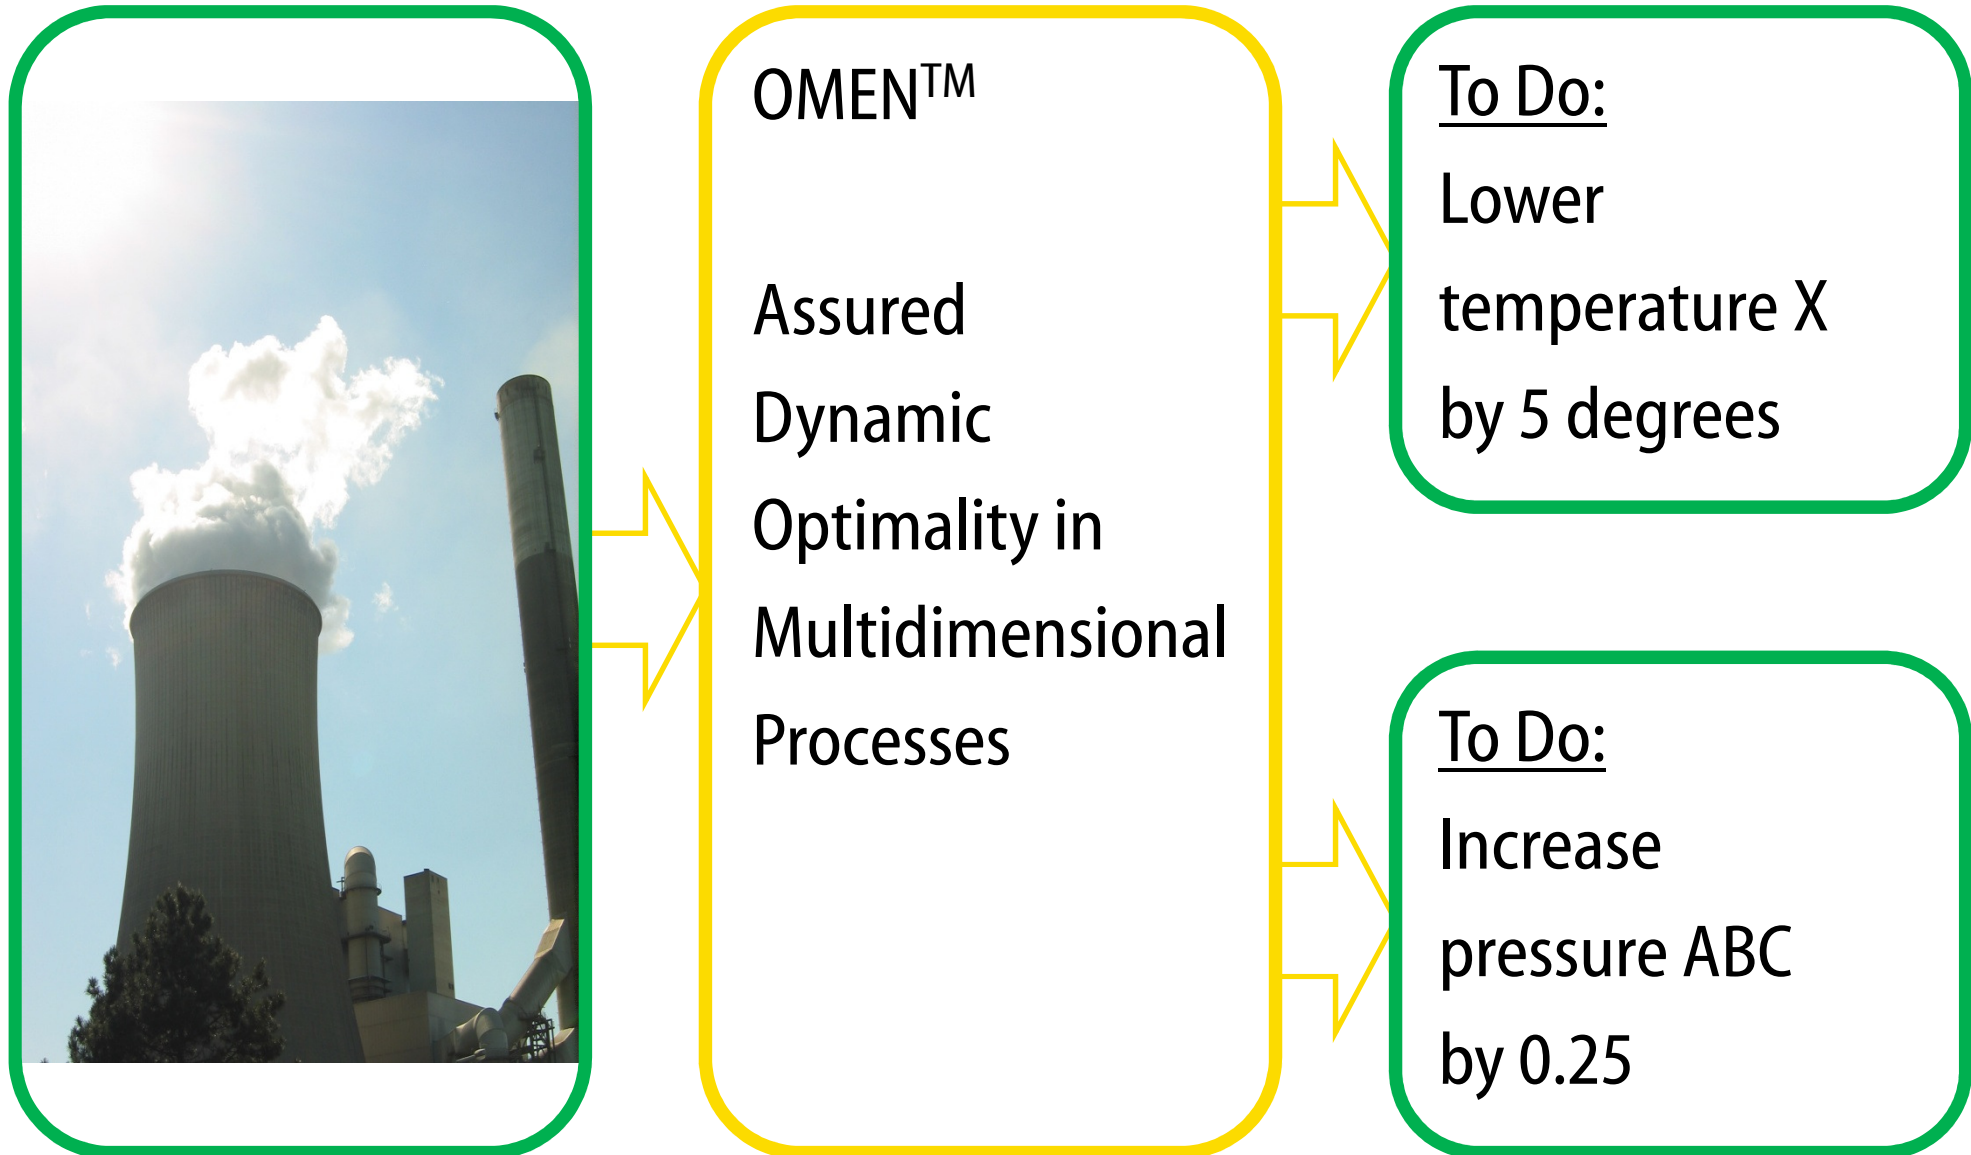 OMEN™
Assured
Dynamic
Optimality in
Multidimensional
Processes
To Do:
Lower
temperature X
by 5 degrees
To Do:
Increase
pressure ABC
by 0.25